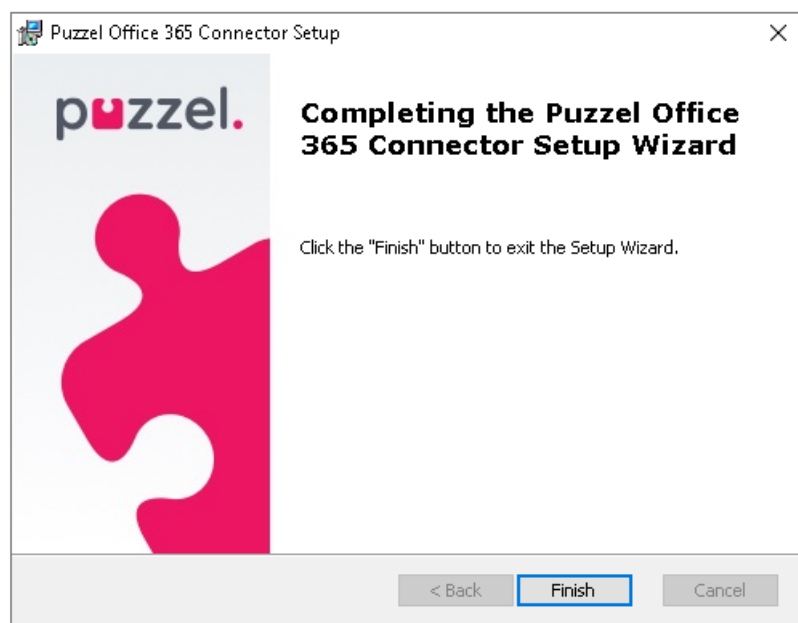 Puzzel Office 365 Connector Setup
puzzel.
Completing the Puzzel Office
365 Connector Setup Wizard
Click the "Finish" button to exit the Setup Wizard.
< Back
Finish
Cancel